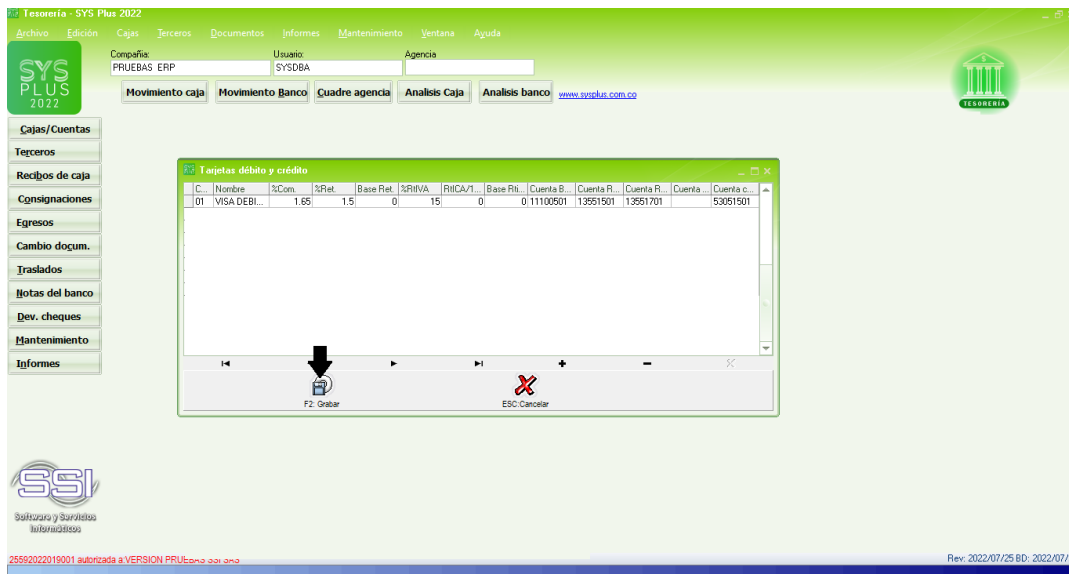 Tesorería - SYS Plus 2022
Archivo Edición Cajas Terceros Documentos Informes Mantenimiento Ventana Ayuda
Compañia: Usuario: Agencia
PRUEBAS ERP SYSDBA
SYS
PLUS
2022
Movimiento caja Movimiento Banco Cuadre agencia Analisis Caja Analisis banco www.sysplus.com.co
TESORERÍA
Cajas/Cuentas
Terceros
Recibos de caja
Consignaciones
Egresos
Cambio docum.
Traslados
Notas del banco
Dev. cheques
Mantenimiento
Informes
Tarjetas débito y crédito
C... Nombre %Com. %Ret. Base Ret. %RtIVA RtICA/1... Base Rti... Cuenta B... Cuenta R... Cuenta R... Cuenta ... Cuenta c...
01 VISA DEBI... 1.65 1.5 0 15 0 0 11100501 13551501 13551701 53051501
F2: Grabar ESC:Cancelar
SSI
Software y Servicios
Informáticos
25592022019001 autorizada a:VERSION PRUEBAS SSI SAS
Rev: 2022/07/25 BD: 2022/07/